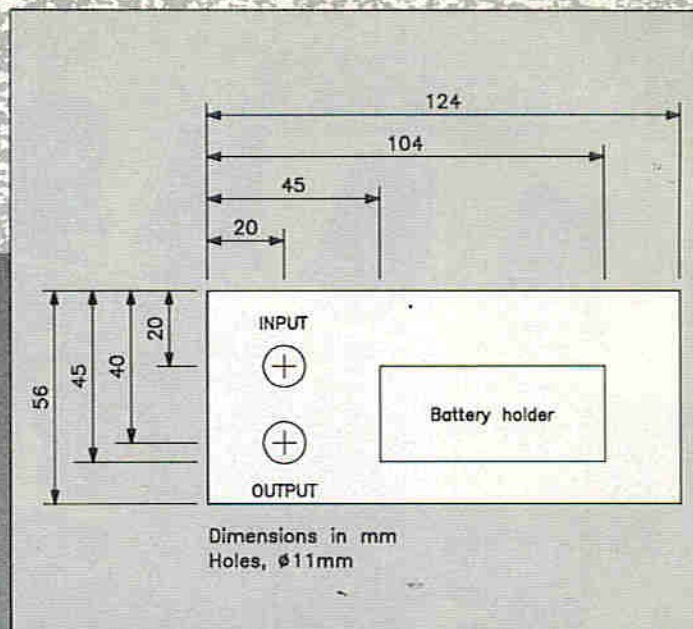 124
104
45
20
INPUT
20
40
45
56
Battery holder
OUTPUT
Dimensions in mm
Holes, ø11mm